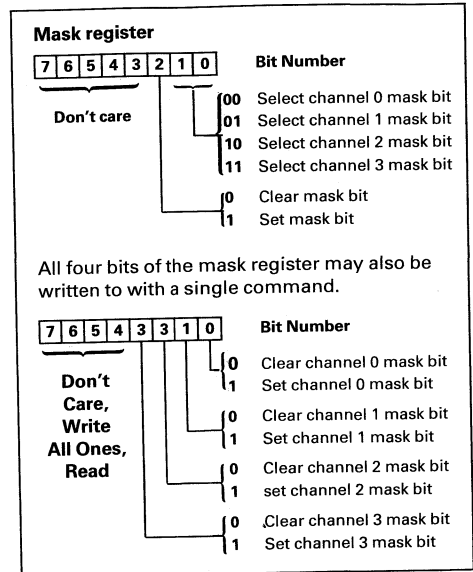 Mask register
7 6 5 4 3 2 1 0 Bit Number
Don't care
00 Select channel 0 mask bit
01 Select channel 1 mask bit
10 Select channel 2 mask bit
11 Select channel 3 mask bit
0 Clear mask bit
1 Set mask bit
All four bits of the mask register may also be
written to with a single command.
7 6 5 4 3 3 1 0 Bit Number
Don't
Care,
Write
All Ones,
Read
0 Clear channel 0 mask bit
1 Set channel 0 mask bit
0 Clear channel 1 mask bit
1 Set channel 1 mask bit
0 Clear channel 2 mask bit
1 set channel 2 mask bit
0 Clear channel 3 mask bit
1 Set channel 3 mask bit